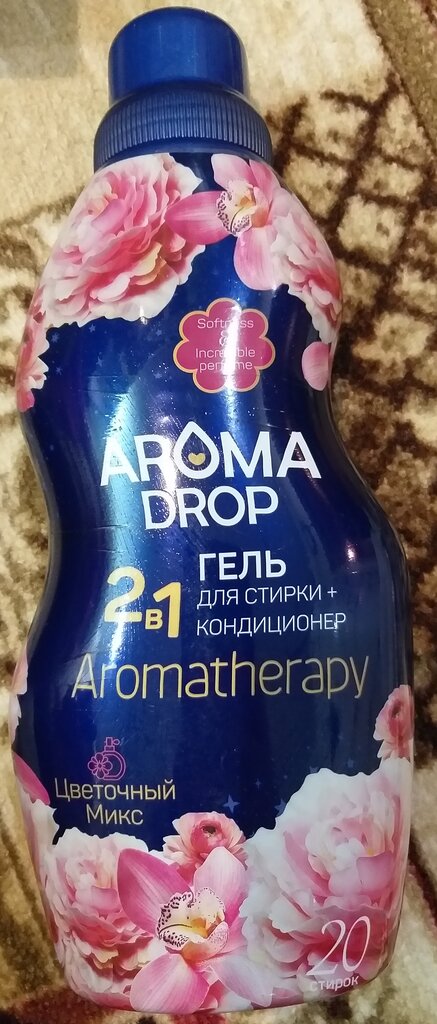 Softness
&
Incredible
perfume
AROMA
DROP
2в1
ГЕЛЬ
ДЛЯ СТИРКИ +
КОНДИЦИОНЕР
Aromatherapy
Цветочный
Микс
20
стирок